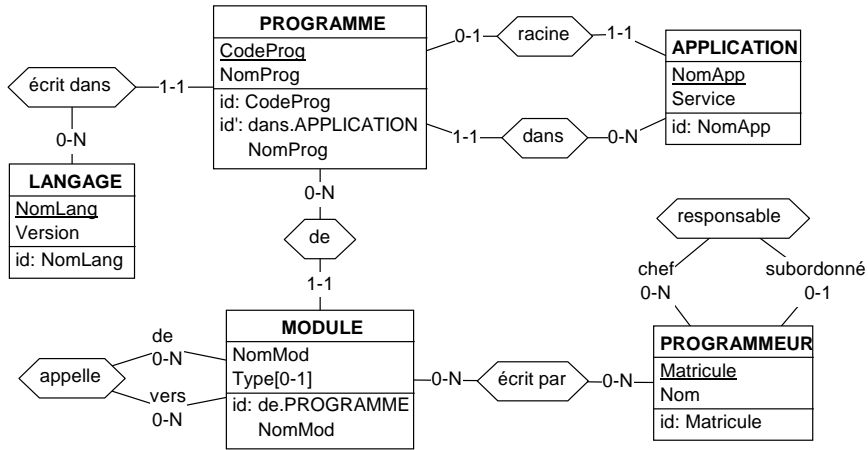 PROGRAMME
CodeProg
NomProg
id: CodeProg
id': dans.APPLICATION
NomProg
0-1
racine
1-1
APPLICATION
NomApp
Service
id: NomApp
1-1
dans
0-N
écrit dans
1-1
0-N
LANGAGE
NomLang
Version
id: NomLang
0-N
de
1-1
responsable
chef
0-N
subordonné
0-1
MODULE
NomMod
Type[0-1]
id: de.PROGRAMME
NomMod
de
0-N
appelle
vers
0-N
0-N
écrit par
0-N
PROGRAMMEUR
Matricule
Nom
id: Matricule